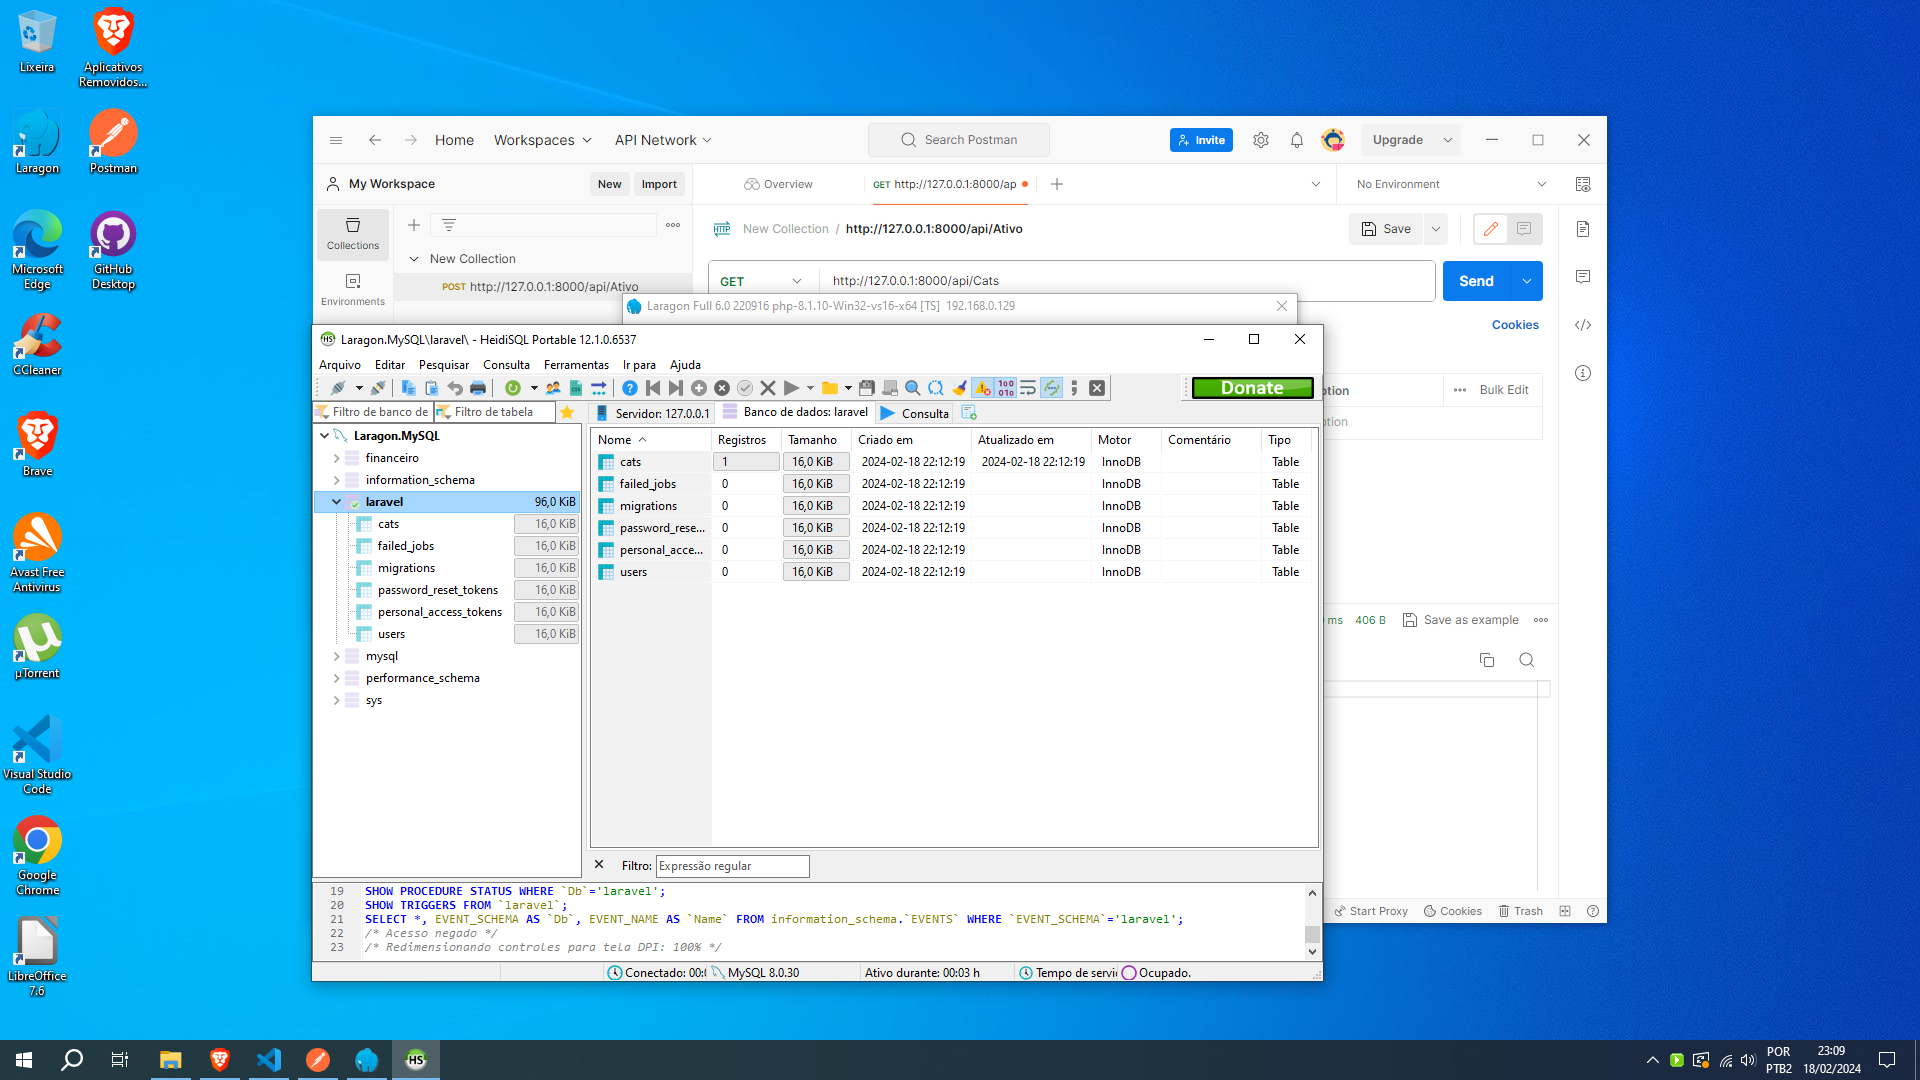 Lixeira
Aplicativos
Removidos...
Laragon
Postman
Microsoft
Edge
GitHub
Desktop
CCleaner
Brave
Avast Free
Antivirus
µTorrent
Visual Studio
Code
Google
Chrome
LibreOffice
7.6
Home
Workspaces
API Network
Search Postman
Invite
Upgrade
My Workspace
New
Import
Overview
GET http://127.0.0.1:8000/ap
No Environment
Collections
Environments
New Collection
POST http://127.0.0.1:8000/api/Ativo
HTTP
New Collection / http://127.0.0.1:8000/api/Ativo
Save
GET
http://127.0.0.1:8000/api/Cats
Send
Cookies
Laragon Full 6.0 220916 php-8.1.10-Win32-vs16-x64 [TS] 192.168.0.129
Bulk Edit
ms
406 B
Save as example
Start Proxy
Cookies
Trash
HS Laragon.MySQL\laravel\ - HeidiSQL Portable 12.1.0.6537
Arquivo Editar Pesquisar Consulta Ferramentas Ir para Ajuda
Donate
Filtro de banco de
Filtro de tabela
Servidor: 127.0.0.1
Banco de dados: laravel
Consulta
Laragon.MySQL
financeiro
information_schema
laravel 96,0 KiB
cats 16,0 KiB
failed_jobs 16,0 KiB
migrations 16,0 KiB
password_reset_tokens 16,0 KiB
personal_access_tokens 16,0 KiB
users 16,0 KiB
mysql
performance_schema
sys
Nome Registros Tamanho Criado em Atualizado em Motor Comentário Tipo
cats 1 16,0 KiB 2024-02-18 22:12:19 2024-02-18 22:12:19 InnoDB Table
failed_jobs 0 16,0 KiB 2024-02-18 22:12:19 InnoDB Table
migrations 0 16,0 KiB 2024-02-18 22:12:19 InnoDB Table
password_rese... 0 16,0 KiB 2024-02-18 22:12:19 InnoDB Table
personal_acce... 0 16,0 KiB 2024-02-18 22:12:19 InnoDB Table
users 0 16,0 KiB 2024-02-18 22:12:19 InnoDB Table
Filtro: Expressão regular
19 SHOW PROCEDURE STATUS WHERE `Db`='laravel';
20 SHOW TRIGGERS FROM `laravel`;
21 SELECT *, EVENT_SCHEMA AS `Db`, EVENT_NAME AS `Name` FROM information_schema.`EVENTS` WHERE `EVENT_SCHEMA`='laravel';
22 /* Acesso negado */
23 /* Redimensionando controles para tela DPI: 100% */
Conectado: 00:
MySQL 8.0.30
Ativo durante: 00:03 h
Tempo de servi
Ocupado.
HS
POR
PTB2
23:09
18/02/2024